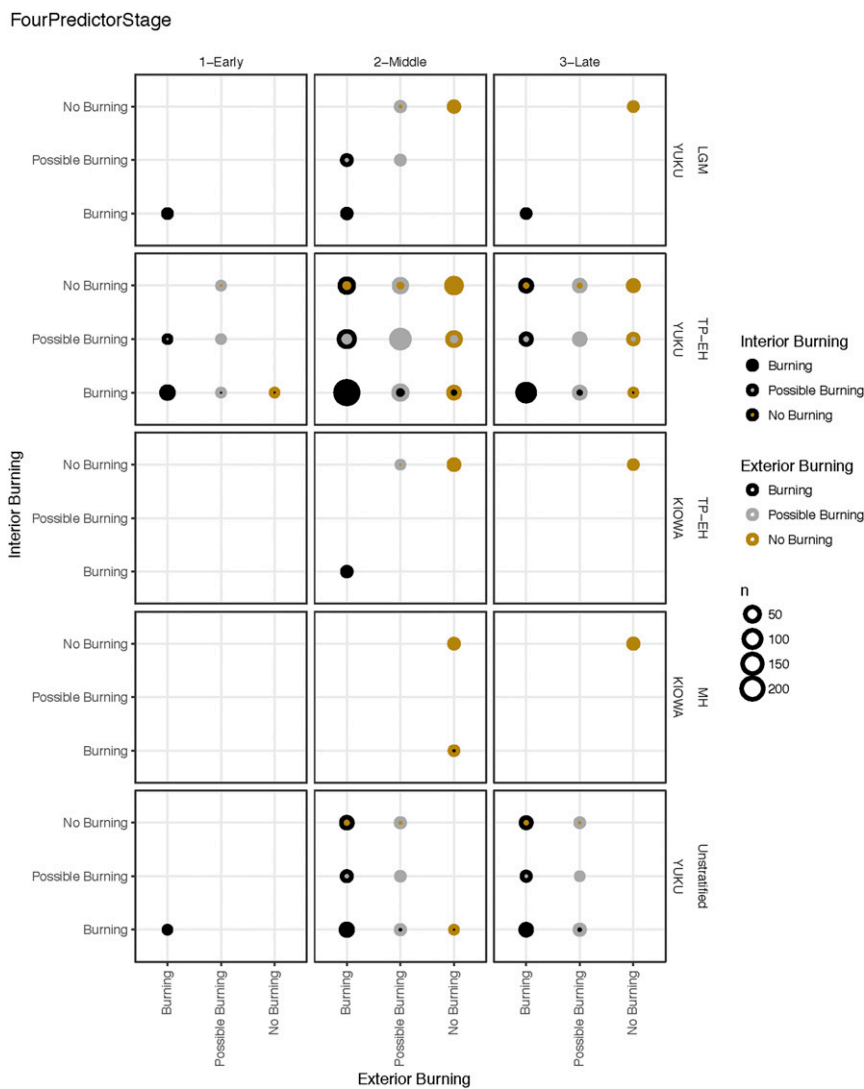 FourPredictorStage
1−Early 2−Middle 3−Late
No Burning
Possible Burning
Burning
LGM
YUKU
No Burning
Possible Burning
Burning
TP−EH
YUKU
No Burning
Possible Burning
Burning
TP−EH
KIOWA
No Burning
Possible Burning
Burning
MH
KIOWA
No Burning
Possible Burning
Burning
Unstratified
YUKU
Interior Burning
Burning
Possible Burning
No Burning
Burning
Possible Burning
No Burning
Burning
Possible Burning
No Burning
Exterior Burning
Interior Burning
Burning
Possible Burning
No Burning
Exterior Burning
Burning
Possible Burning
No Burning
n
50
100
150
200